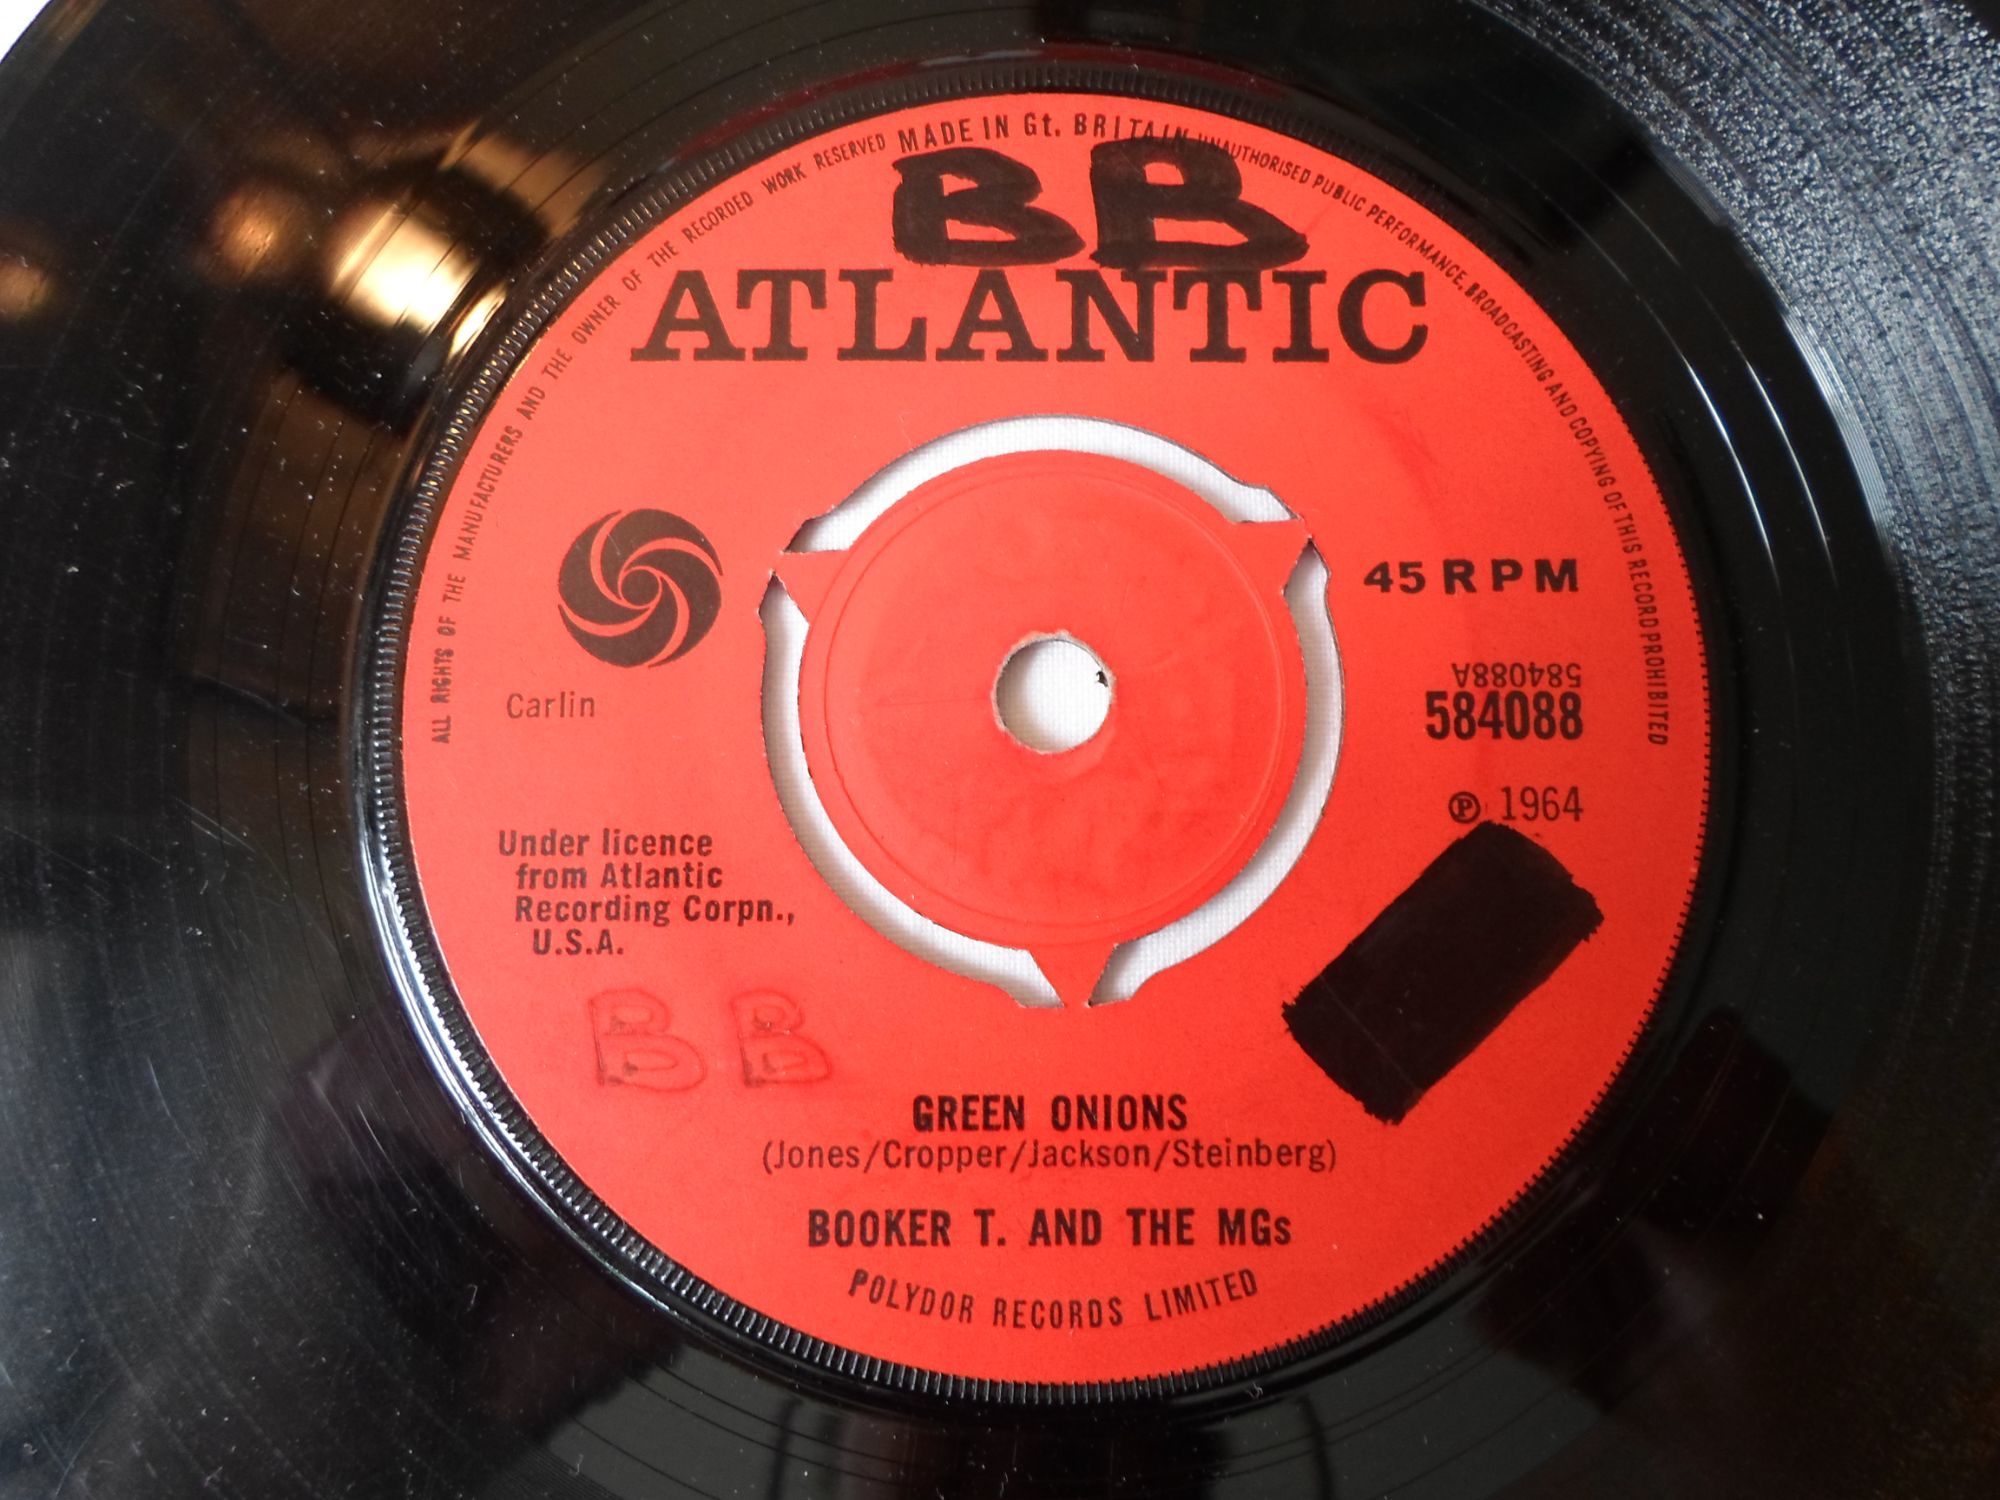 ALL RIGHTS OF THE MANUFACTURERS AND THE OWNER OF THE RECORDED WORK RESERVED MADE IN Gt. BRITAIN UNAUTHORISED PUBLIC PERFORMANCE, BROADCASTING AND COPYING OF THIS RECORD PROHIBITED
BB
ATLANTIC
45 RPM
584088A
584088
Carlin
℗ 1964
Under licence
from Atlantic
Recording Corpn.,
U.S.A.
BB
GREEN ONIONS
(Jones/Cropper/Jackson/Steinberg)
BOOKER T. AND THE MGs
POLYDOR RECORDS LIMITED